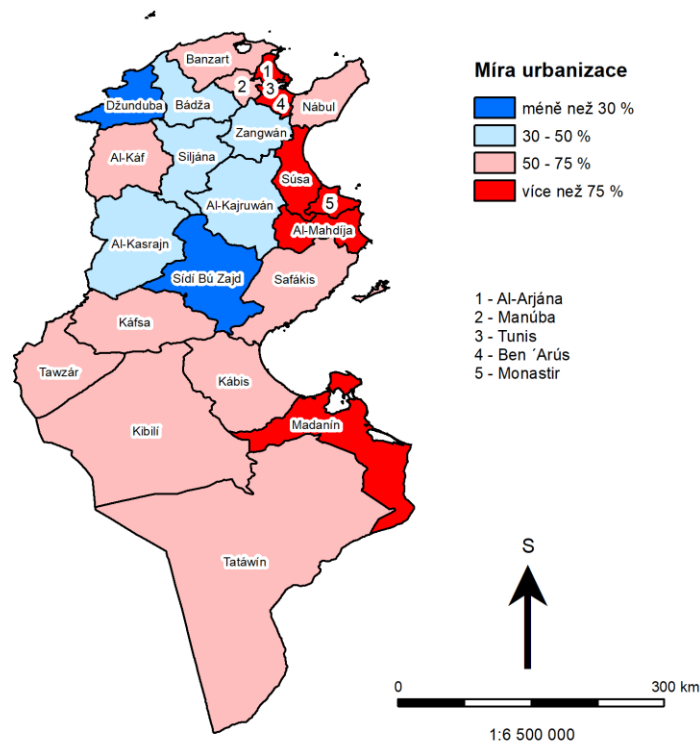 Banzart
1
2
3
4
Nábul
Džunduba
Bádža
Zangwán
Al-Káf
Siljána
Súsa
Al-Kajruwán
5
Al-Mahdíja
Al-Kasrajn
Sídí Bú Zajd
Safákis
Káfsa
Tawzár
Kábis
Kibilí
Madanín
Tatáwín
Míra urbanizace
méně než 30 %
30 - 50 %
50 - 75 %
více než 75 %
1 - Al-Arjána
2 - Manúba
3 - Tunis
4 - Ben ´Arús
5 - Monastir
S
0 300 km
1:6 500 000